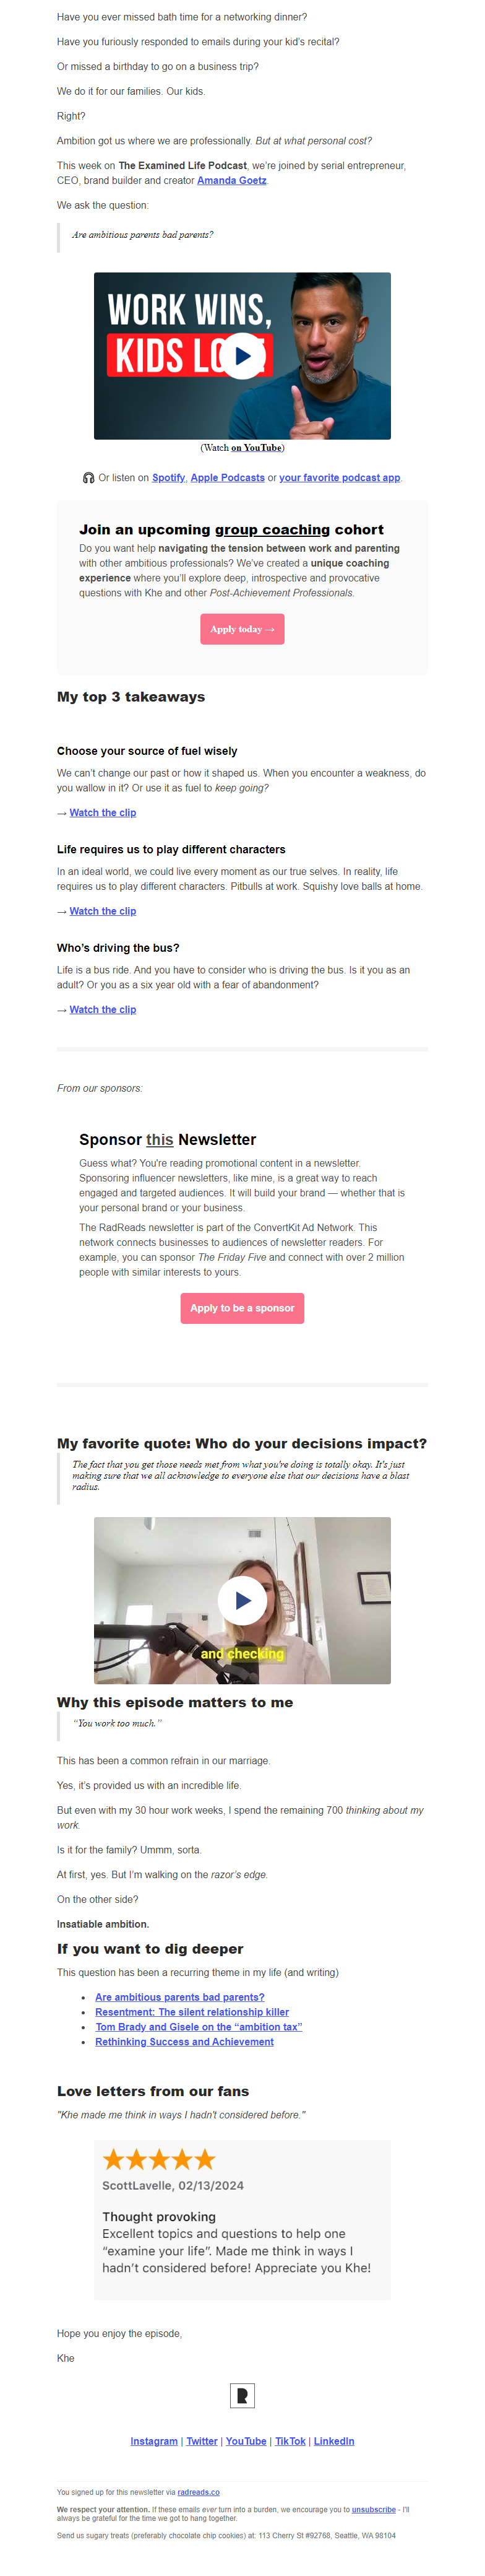 Have you ever missed bath time for a networking dinner?
Have you furiously responded to emails during your kid's recital?
Or missed a birthday to go on a business trip?
We do it for our families. Our kids.
Right?
Ambition got us where we are professionally. But at what personal cost?
This week on The Examined Life Podcast, we're joined by serial entrepreneur,
CEO, brand builder and creator Amanda Goetz.
We ask the question:
Are ambitious parents bad parents?
WORK WINS,
KIDS
(Watch on YouTube)
Or listen on Spotify, Apple Podcasts or your favorite podcast app.
Join an upcoming group coaching cohort
Do you want help navigating the tension between work and parenting
with other ambitious professionals? We've created a unique coaching
experience where you'll explore deep, introspective and provocative
questions with Khe and other Post-Achievement Professionals.
Apply today →
My top 3 takeaways
Choose your source of fuel wisely
We can't change our past or how it shaped us. When you encounter a weakness, do
you wallow in it? Or use it as fuel to keep going?
→ Watch the clip
Life requires us to play different characters
In an ideal world, we could live every moment as our true selves. In reality, life
requires us to play different characters. Pitbulls at work. Squishy love balls at home.
→ Watch the clip
Who's driving the bus?
Life is a bus ride. And you have to consider who is driving the bus. Is it you as an
adult? Or you as a six year old with a fear of abandonment?
→ Watch the clip
From our sponsors:
Sponsor this Newsletter
Guess what? You're reading promotional content in a newsletter.
Sponsoring influencer newsletters, like mine, is a great way to reach
engaged and targeted audiences. It will build your brand — whether that is
your personal brand or your business.
The RadReads newsletter is part of the ConvertKit Ad Network. This
network connects businesses to audiences of newsletter readers. For
example, you can sponsor The Friday Five and connect with over 2 million
people with similar interests to yours.
Apply to be a sponsor
My favorite quote: Who do your decisions impact?
The fact that you get those needs met from what you're doing is totally okay. It's just
making sure that we all acknowledge to everyone else that our decisions have a blast
radius.
and checking
Why this episode matters to me
"You work too much."
This has been a common refrain in our marriage.
Yes, it's provided us with an incredible life.
But even with my 30 hour work weeks, I spend the remaining 700 thinking about my
work.
Is it for the family? Ummm, sorta.
At first, yes. But I'm walking on the razor's edge.
On the other side?
Insatiable ambition.
If you want to dig deeper
This question has been a recurring theme in my life (and writing)
• Are ambitious parents bad parents?
• Resentment: The silent relationship killer
• Tom Brady and Gisele on the "ambition tax"
• Rethinking Success and Achievement
Love letters from our fans
"Khe made me think in ways I hadn't considered before."
ScottLavelle, 02/13/2024
Thought provoking
Excellent topics and questions to help one
"examine your life". Made me think in ways I
hadn't considered before! Appreciate you Khe!
Hope you enjoy the episode,
Khe
R
Instagram | Twitter | YouTube | TikTok | LinkedIn
You signed up for this newsletter via radreads.co
We respect your attention. If these emails ever turn into a burden, we encourage you to unsubscribe - I'll
always be grateful for the time we got to hang together.
Send us sugary treats (preferably chocolate chip cookies) at: 113 Cherry St #92768, Seattle, WA 98104